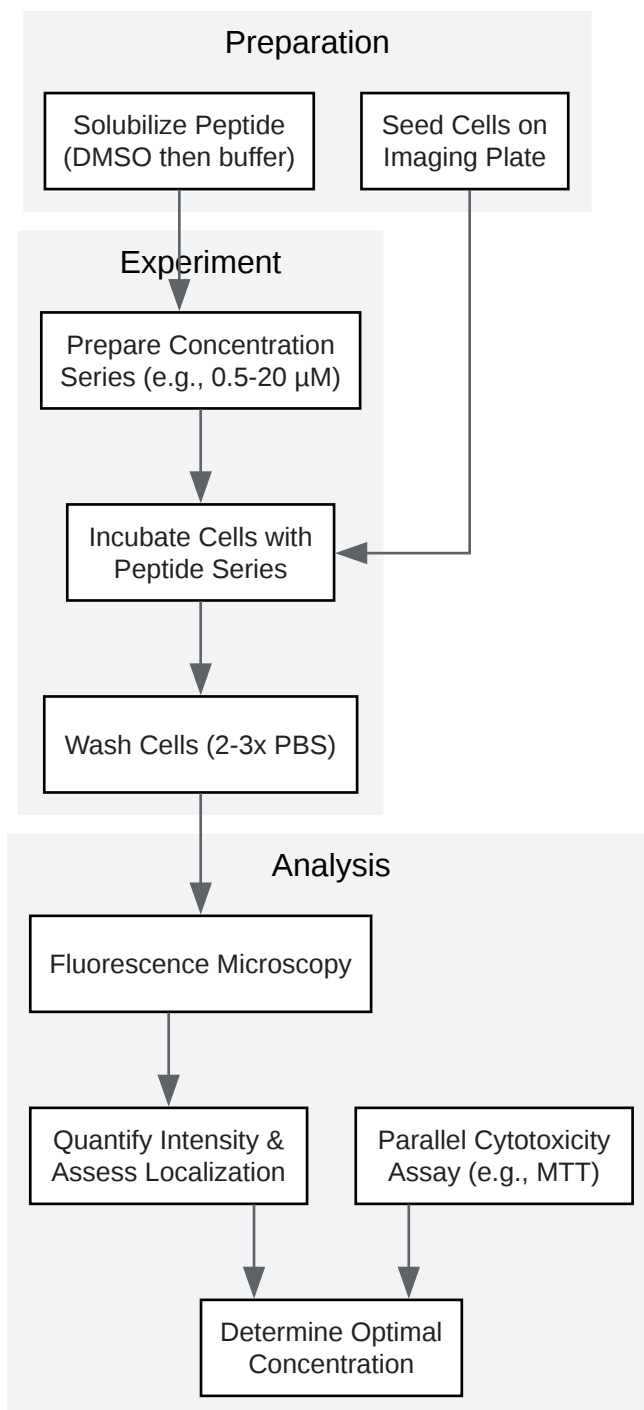 Preparation
Solubilize Peptide
(DMSO then buffer)
Seed Cells on
Imaging Plate
Experiment
Prepare Concentration
Series (e.g., 0.5-20 µM)
Incubate Cells with
Peptide Series
Wash Cells (2-3x PBS)
Analysis
Fluorescence Microscopy
Quantify Intensity &
Assess Localization
Parallel Cytotoxicity
Assay (e.g., MTT)
Determine Optimal
Concentration